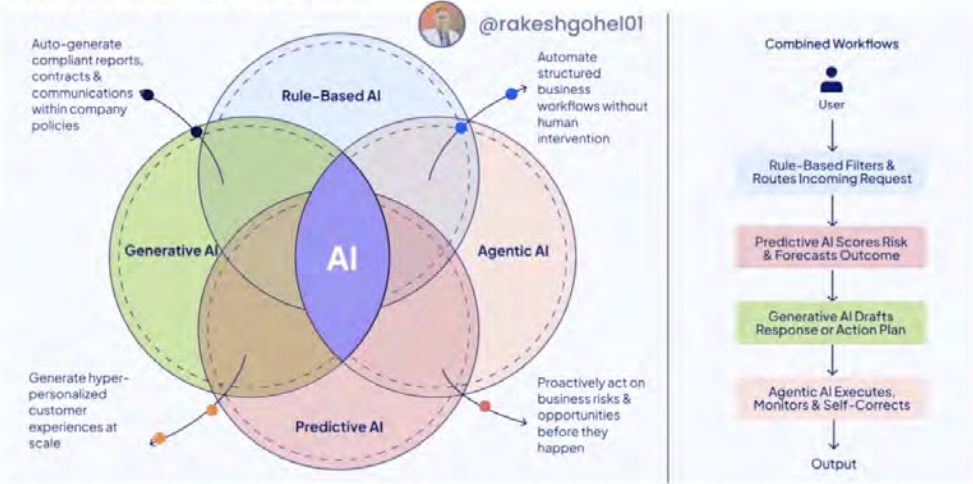 @rakeshgohel01
Auto-generate
compliant reports,
contracts &
communications
within company
policies
Rule-Based AI
Automate
structured
business
workflows without
human
intervention
Generative AI
AI
Agentic AI
Generate hyper-
personalized
customer
experiences at
scale
Predictive AI
Proactively act on
business risks &
opportunities
before they
happen
Combined Workflows
User
Rule-Based Filters &
Routes Incoming Request
Predictive AI Scores Risk
& Forecasts Outcome
Generative AI Drafts
Response or Action Plan
Agentic AI Executes,
Monitors & Self-Corrects
Output